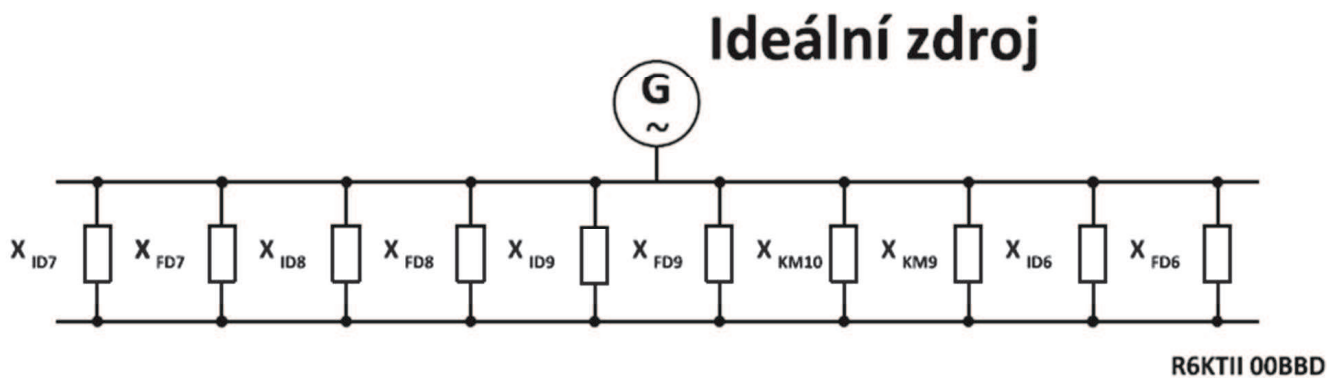 Ideální zdroj
G
~
X ID7 X FD7 X ID8 X FD8 X ID9 X FD9 X KM10 X KM9 X ID6 X FD6
R6KTII 00BBD